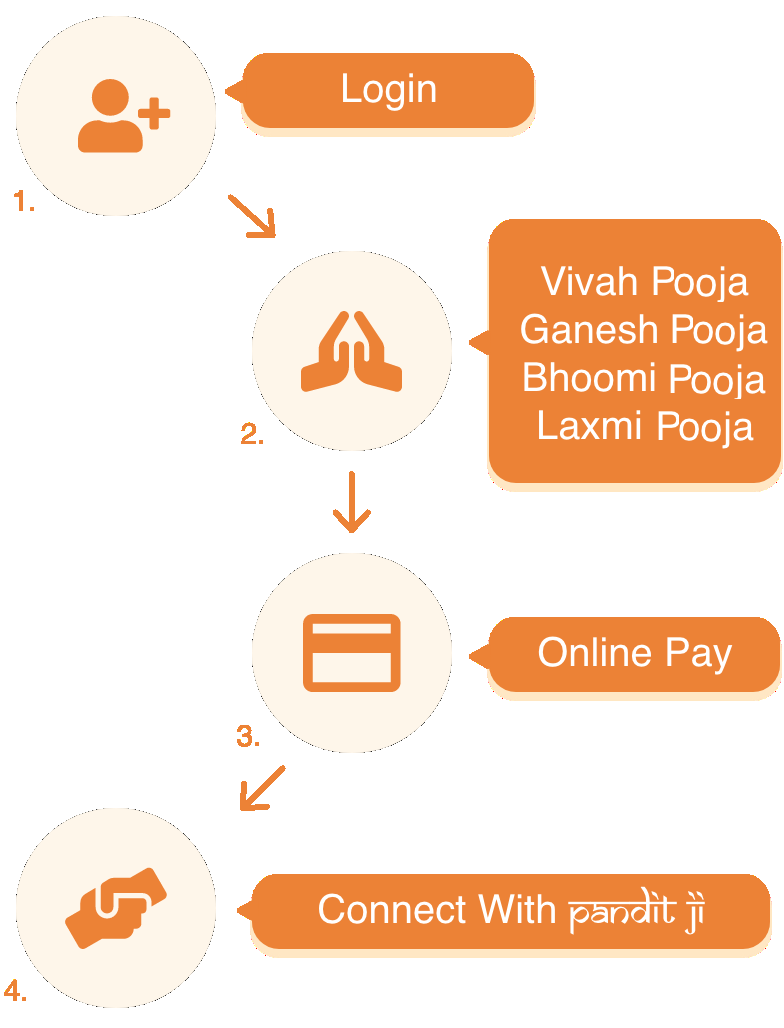 Login
1.
Vivah Pooja
Ganesh Pooja
Bhoomi Pooja
Laxmi Pooja
2.
Online Pay
3.
Connect With pandit ji
4.